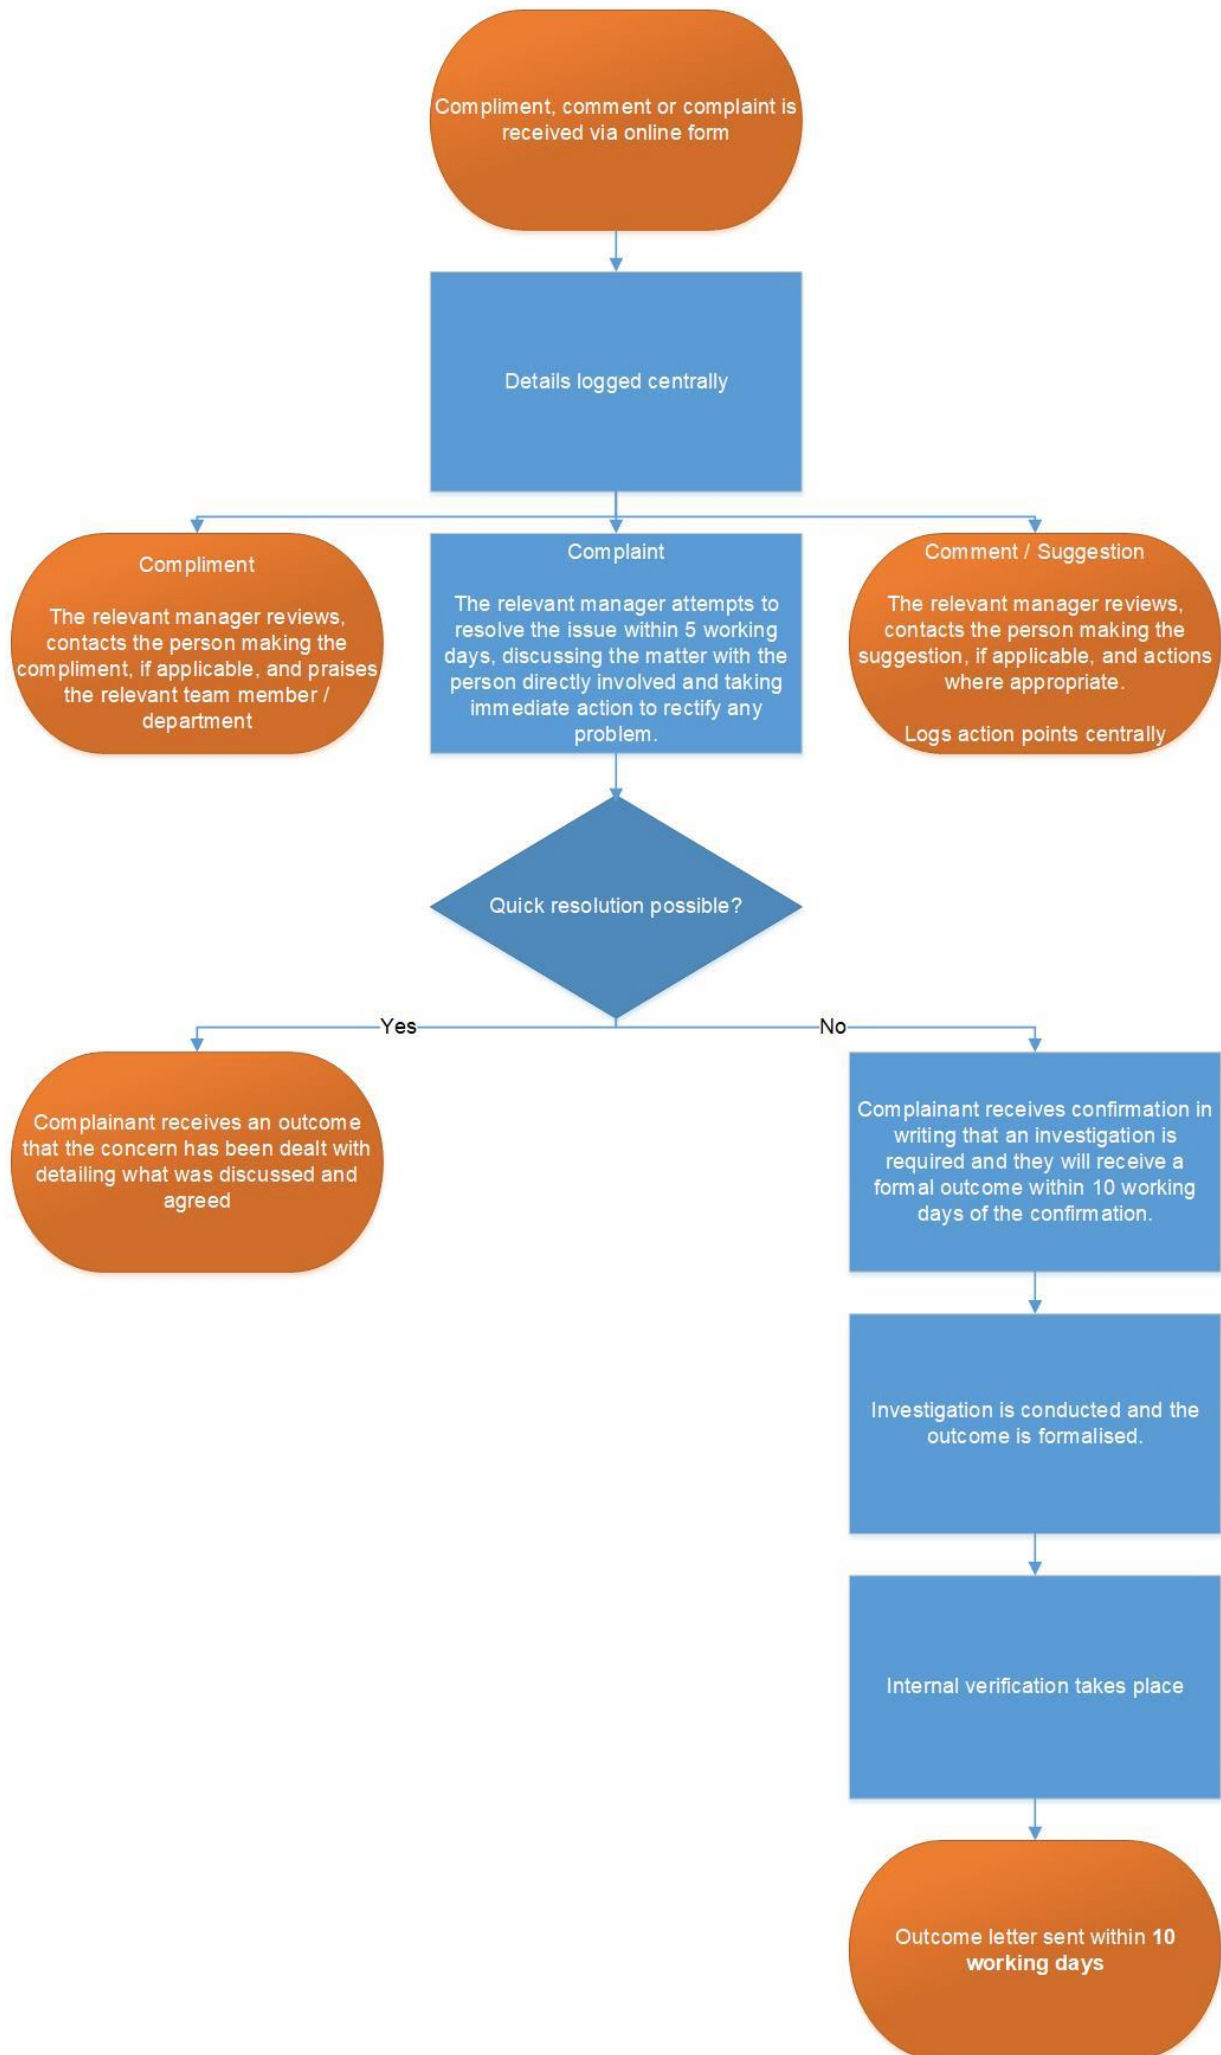 Compliment, comment or complaint is
received via online form
Details logged centrally
Compliment
The relevant manager reviews,
contacts the person making the
compliment, if applicable, and praises
the relevant team member /
department
Complaint
The relevant manager attempts to
resolve the issue within 5 working
days, discussing the matter with the
person directly involved and taking
immediate action to rectify any
problem.
Comment / Suggestion
The relevant manager reviews,
contacts the person making the
suggestion, if applicable, and actions
where appropriate.
Logs action points centrally
Quick resolution possible?
Yes
No
Complainant receives an outcome
that the concern has been dealt with
detailing what was discussed and
agreed
Complainant receives confirmation in
writing that an investigation is
required and they will receive a
formal outcome within 10 working
days of the confirmation.
Investigation is conducted and the
outcome is formalised.
Internal verification takes place
Outcome letter sent within 10
working days